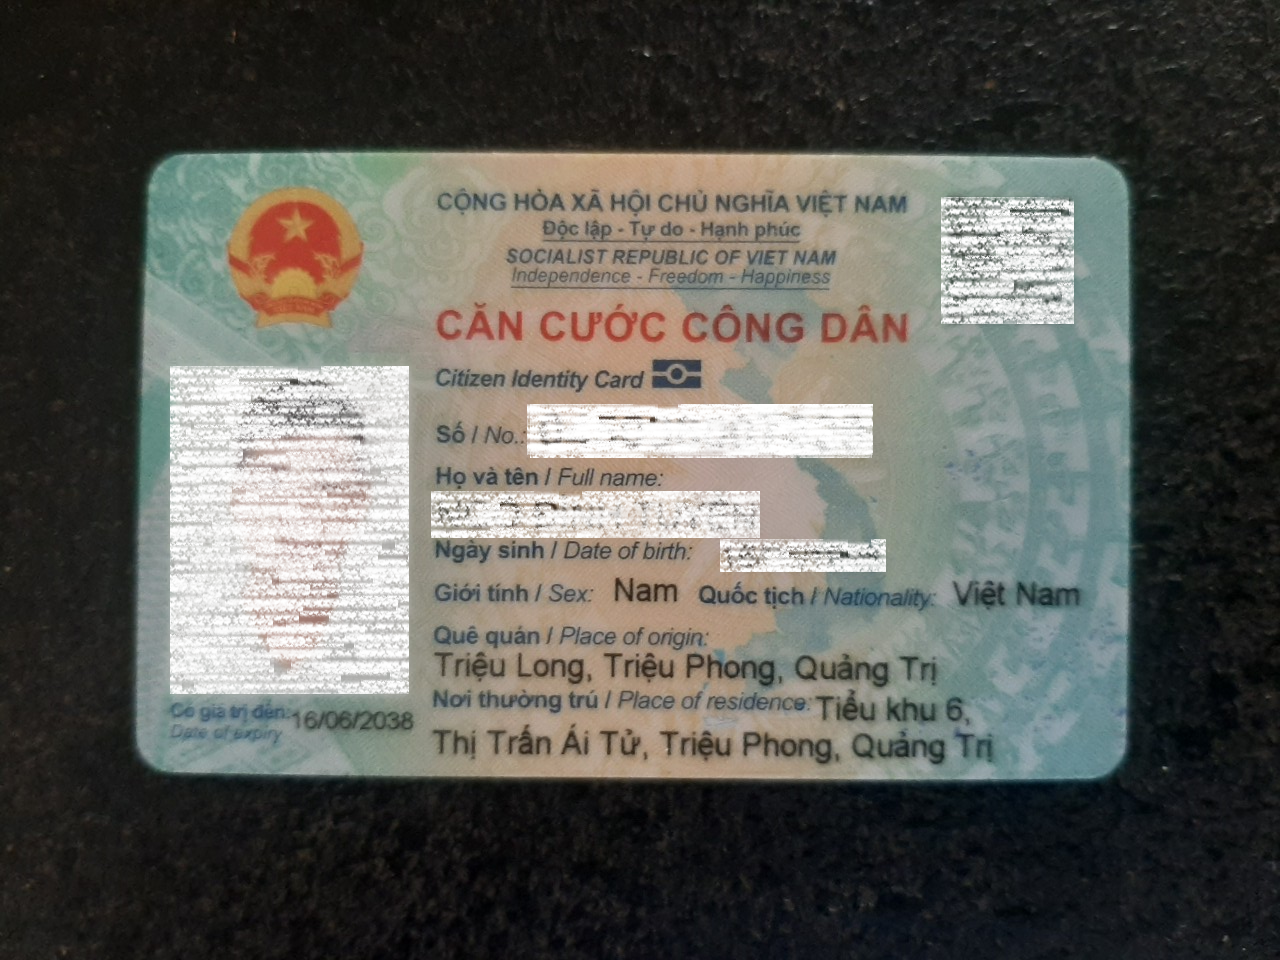 CỘNG HÒA XÃ HỘI CHỦ NGHĨA VIỆT NAM
Độc lập - Tự do - Hạnh phúc
SOCIALIST REPUBLIC OF VIET NAM
Independence - Freedom - Happiness
CĂN CƯỚC CÔNG DÂN
Citizen Identity Card
Số / No.:
Họ và tên / Full name:
Ngày sinh / Date of birth:
Giới tính / Sex: Nam Quốc tịch / Nationality: Việt Nam
Quê quán / Place of origin:
Triệu Long, Triệu Phong, Quảng Trị
Nơi thường trú / Place of residence: Tiểu khu 6,
Thị Trấn Ái Tử, Triệu Phong, Quảng Trị
Có giá trị đến: 16/06/2038
Date of expiry